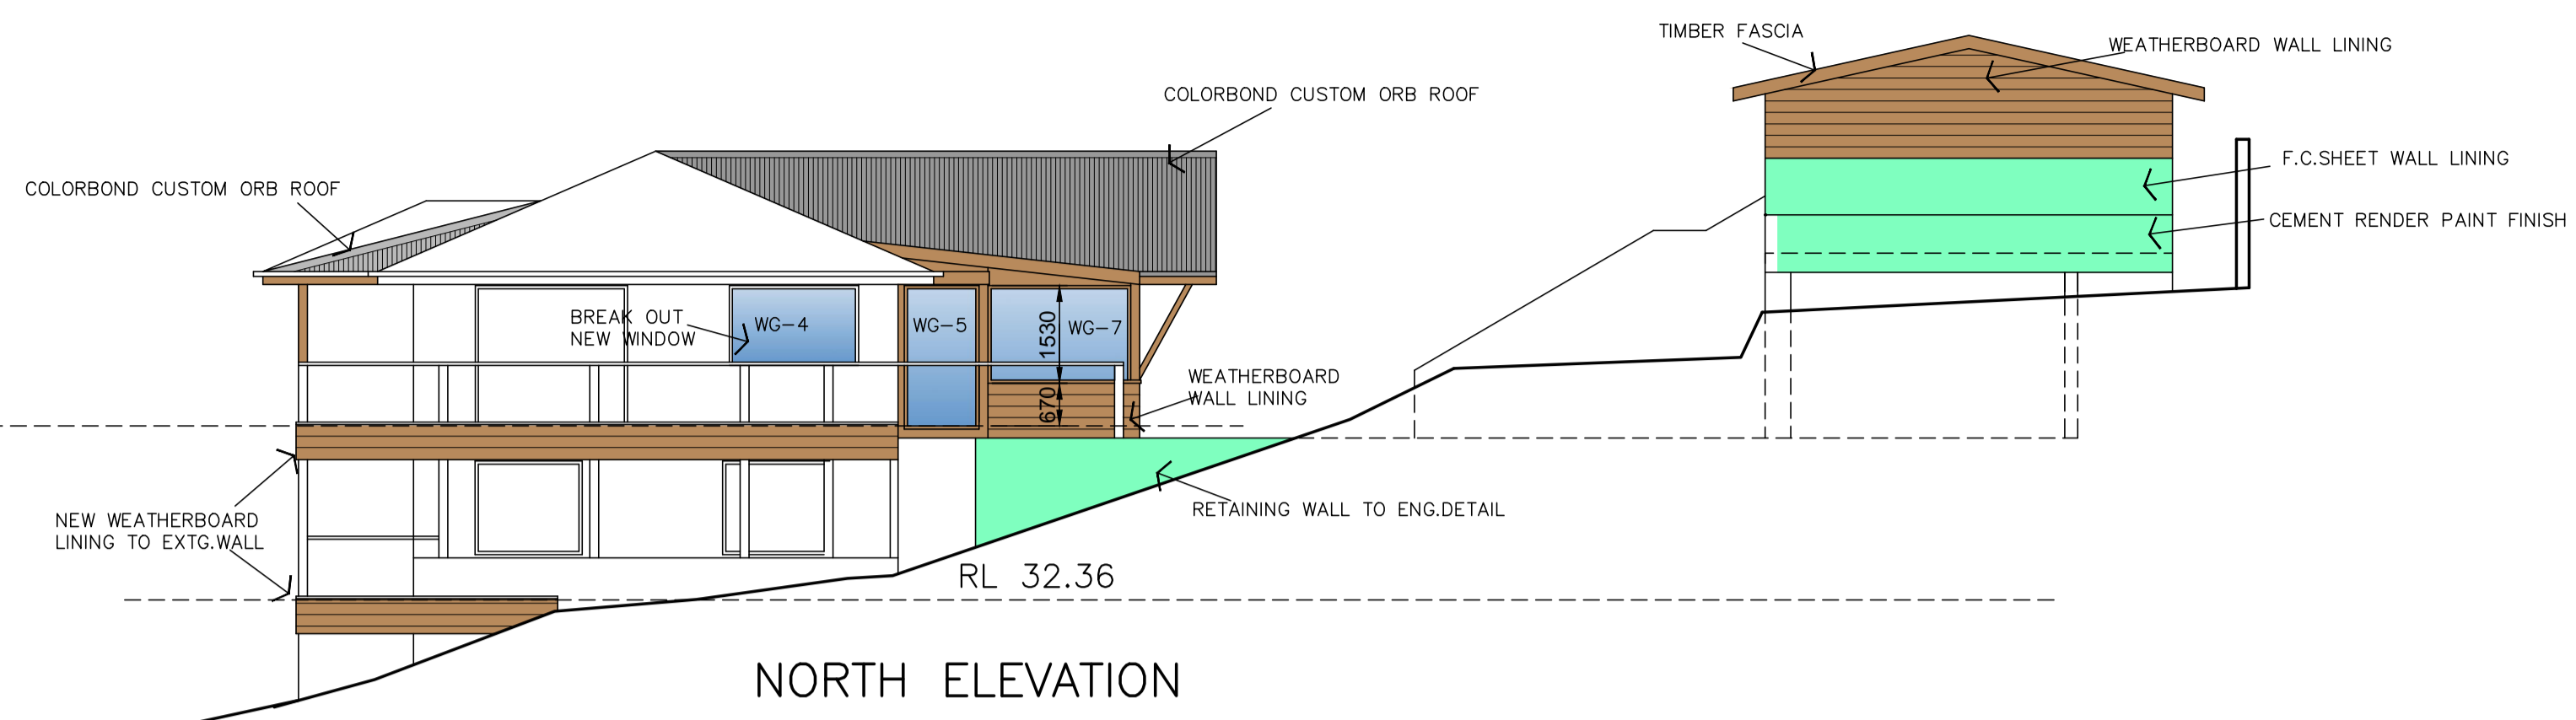 TIMBER FASCIA
WEATHERBOARD WALL LINING
COLORBOND CUSTOM ORB ROOF
F.C.SHEET WALL LINING
COLORBOND CUSTOM ORB ROOF
CEMENT RENDER PAINT FINISH
BREAK OUT
NEW WINDOW
WG-4
WG-5
1530
WG-7
WEATHERBOARD
WALL LINING
670
NEW WEATHERBOARD
LINING TO EXTG.WALL
RETAINING WALL TO ENG.DETAIL
RL 32.36
NORTH ELEVATION